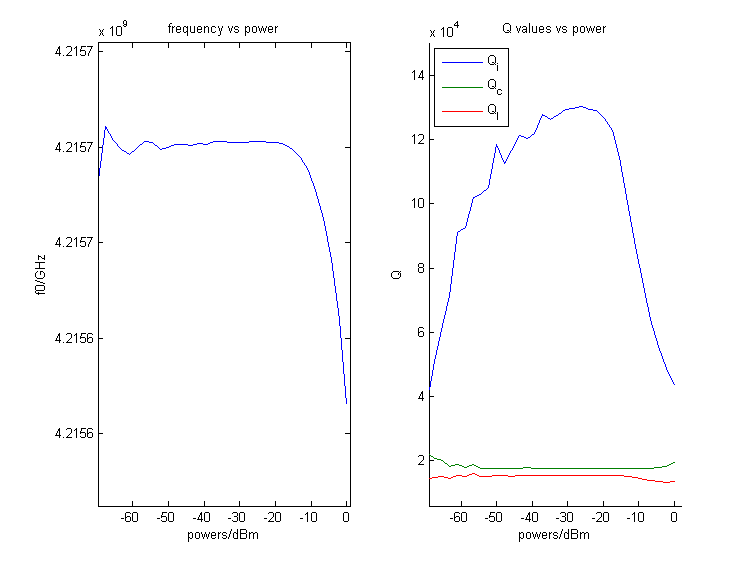 x 10^9
frequency vs power
4.2157
4.2157
4.2157
4.2156
4.2156
f0/GHz
-60 -50 -40 -30 -20 -10 0
powers/dBm
x 10^4
Q values vs power
Q_i
Q_c
Q_l
14
12
10
8
6
4
2
Q
-60 -50 -40 -30 -20 -10 0
powers/dBm